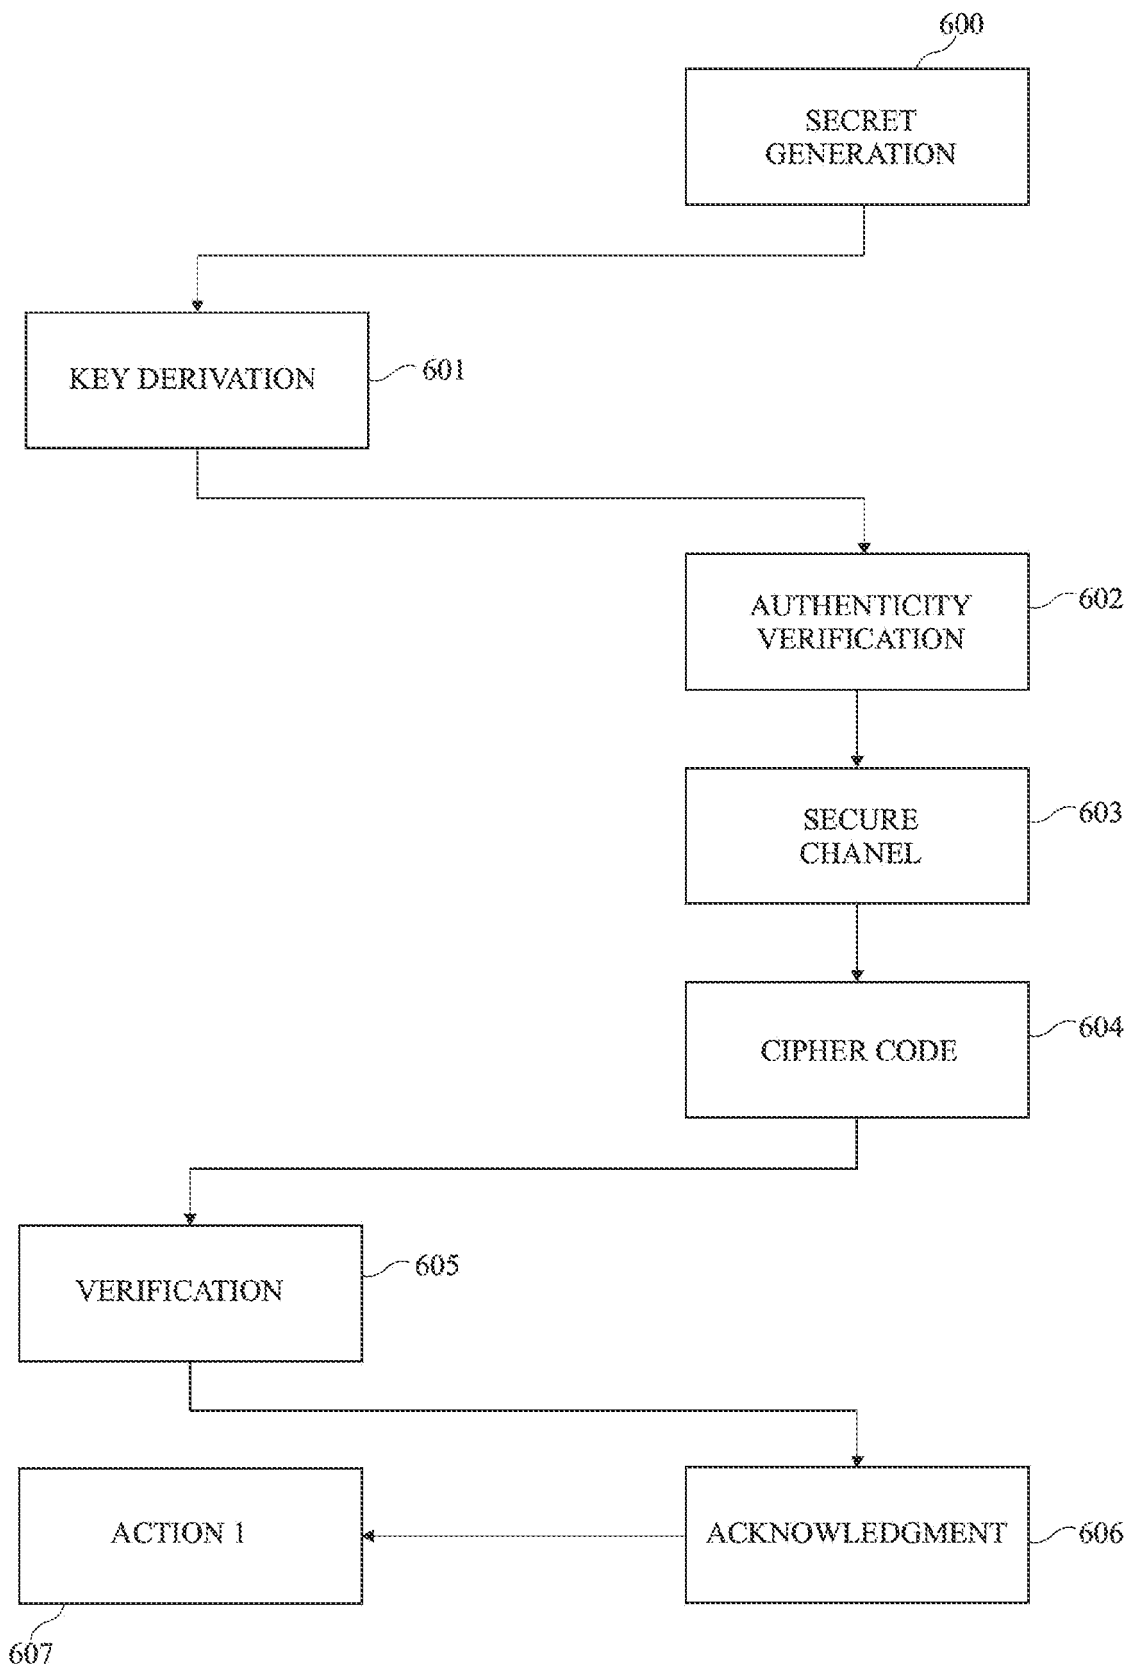 600
SECRET
GENERATION
KEY DERIVATION
601
AUTHENTICITY
VERIFICATION
602
SECURE
CHANEL
603
CIPHER CODE
604
VERIFICATION
605
ACTION 1
607
ACKNOWLEDGMENT
606